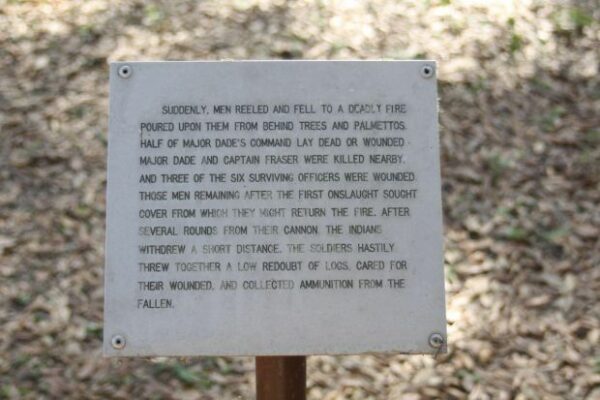 SUDDENLY, MEN REELED AND FELL TO A DEADLY FIRE
POURED UPON THEM FROM BEHIND TREES AND PALMETTOS.
HALF OF MAJOR DADE'S COMMAND LAY DEAD OR WOUNDED.
MAJOR DADE AND CAPTAIN FRASER WERE KILLED NEARBY,
AND THREE OF THE SIX SURVIVING OFFICERS WERE WOUNDED.
THOSE MEN REMAINING AFTER THE FIRST ONSLAUGHT SOUGHT
COVER FROM WHICH THEY MIGHT RETURN THE FIRE. AFTER
SEVERAL ROUNDS FROM THEIR CANNON, THE INDIANS
WITHDREW A SHORT DISTANCE. THE SOLDIERS HASTILY
THREW TOGETHER A LOW REDOUBT OF LOGS, CARED FOR
THEIR WOUNDED, AND COLLECTED AMMUNITION FROM THE
FALLEN.